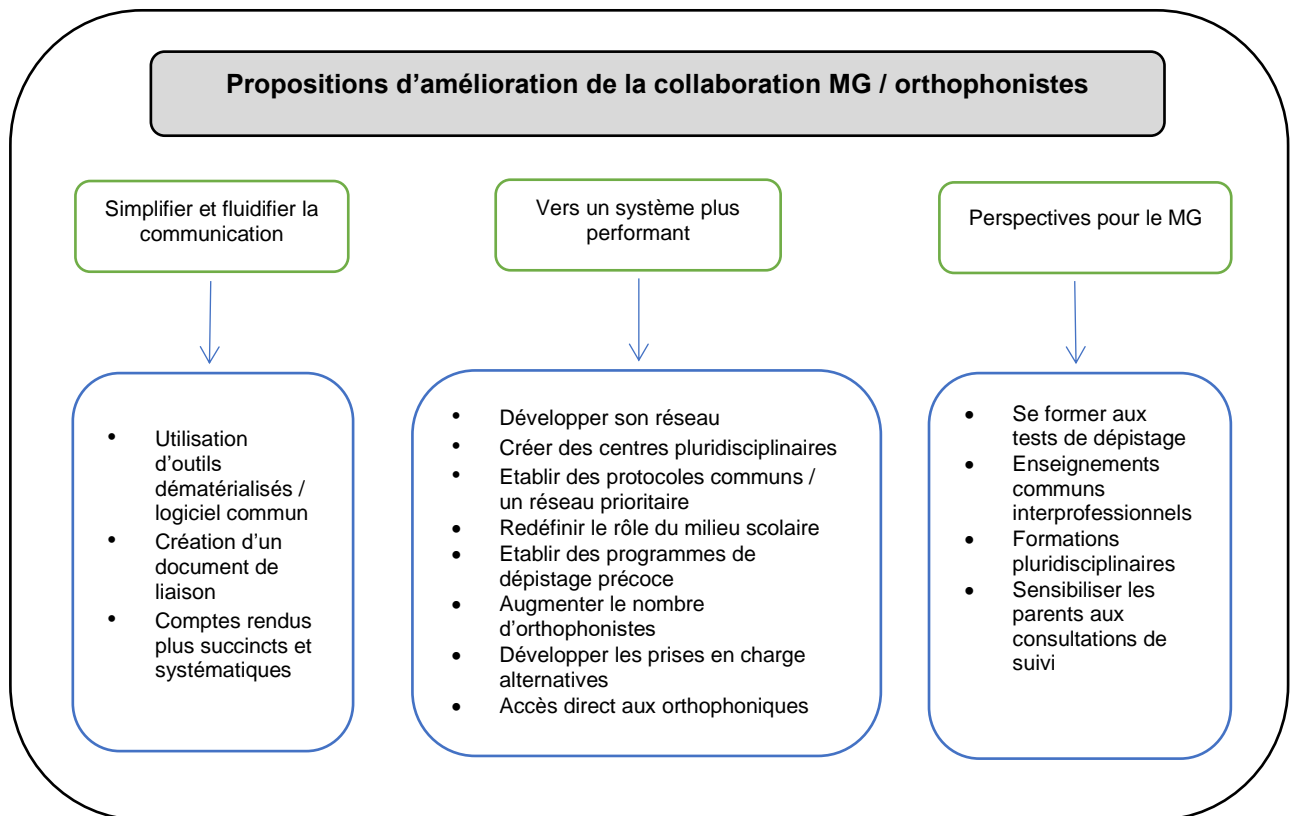 Propositions d'amélioration de la collaboration MG / orthophonistes
Simplifier et fluidifier la
communication
Vers un système plus
performant
Perspectives pour le MG
• Utilisation
d'outils
dématérialisés /
logiciel commun
• Création d'un
document de
liaison
• Comptes rendus
plus succincts et
systématiques
• Développer son réseau
• Créer des centres pluridisciplinaires
• Etablir des protocoles communs /
un réseau prioritaire
• Redéfinir le rôle du milieu scolaire
• Etablir des programmes de
dépistage précoce
• Augmenter le nombre
d'orthophonistes
• Développer les prises en charge
alternatives
• Accès direct aux orthophoniques
• Se former aux
tests de dépistage
• Enseignements
communs
interprofessionnels
• Formations
pluridisciplinaires
• Sensibiliser les
parents aux
consultations de
suivi